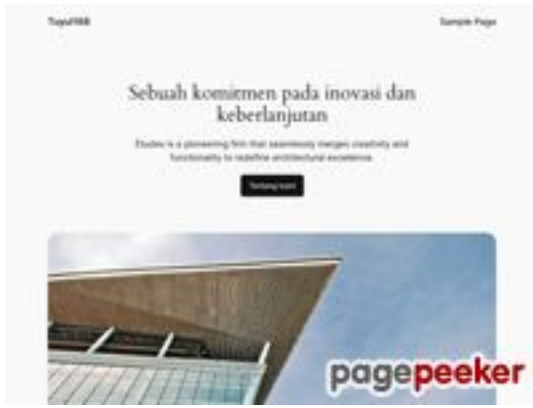 Tuyul188
Sample Page
Sebuah komitmen pada inovasi dan
keberlanjutan
Études is a pioneering firm that seamlessly merges creativity and
functionality to redefine architectural excellence.
Tentang kami
pagepeeker